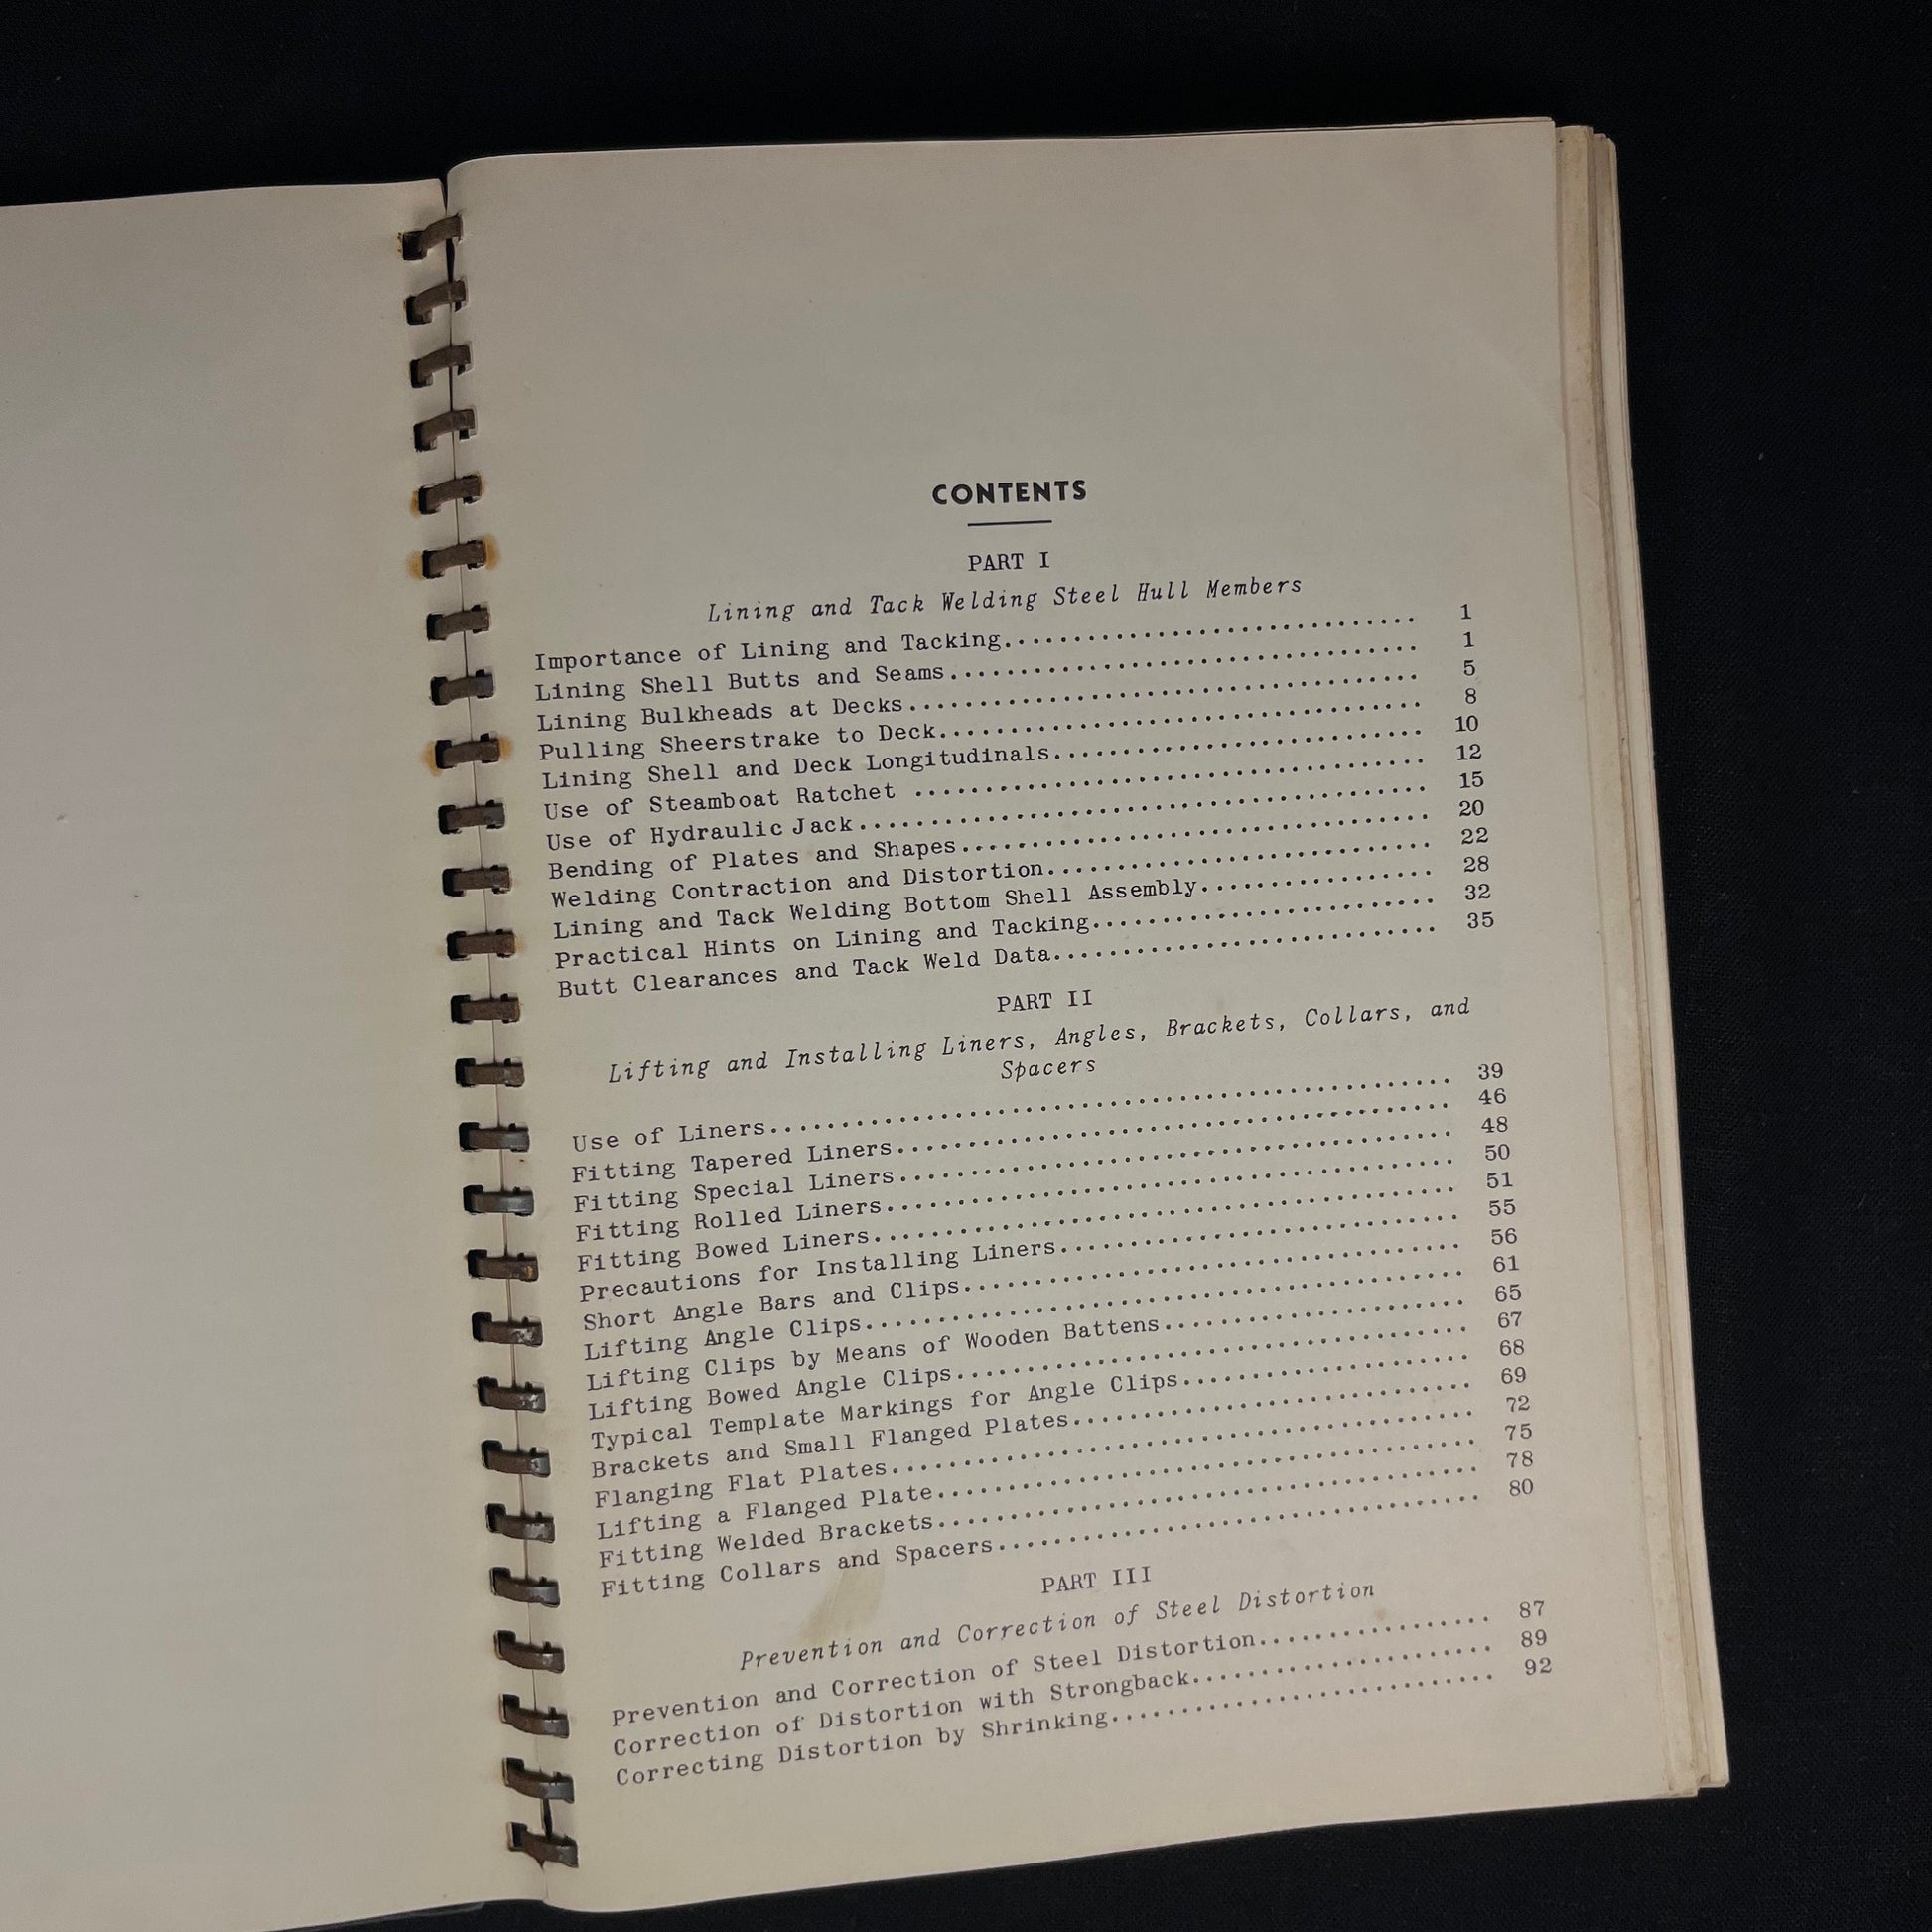 CONTENTS
PART I
Lining and Tack Welding Steel Hull Members
Importance of Lining and Tacking.............................. 1
Lining Shell Butts and Seams.................................. 1
Lining Bulkheads at Decks..................................... 5
Pulling Sheerstrake to Deck................................... 8
Lining Shell and Deck Longitudinals........................... 10
Use of Steamboat Ratchet ..................................... 12
Use of Hydraulic Jack......................................... 15
Bending of Plates and Shapes.................................. 20
Welding Contraction and Distortion............................ 22
Lining and Tack Welding Bottom Shell Assembly................. 28
Practical Hints on Lining and Tacking......................... 32
Butt Clearances and Tack Weld Data............................ 35
PART II
Lifting and Installing Liners, Angles, Brackets, Collars, and
Spacers
Use of Liners................................................. 39
Fitting Tapered Liners........................................ 46
Fitting Special Liners........................................ 48
Fitting Rolled Liners......................................... 50
Fitting Bowed Liners.......................................... 51
Precautions for Installing Liners............................. 55
Short Angle Bars and Clips.................................... 56
Lifting Angle Clips........................................... 61
Lifting Clips by Means of Wooden Battens...................... 65
Lifting Bowed Angle Clips..................................... 67
Typical Template Markings for Angle Clips..................... 68
Brackets and Small Flanged Plates............................. 69
Flanging Flat Plates.......................................... 72
Lifting a Flanged Plate....................................... 75
Fitting Welded Brackets....................................... 78
Fitting Collars and Spacers................................... 80
PART III
Prevention and Correction of Steel Distortion
Prevention and Correction of Steel Distortion................. 87
Correction of Distortion with Strongback...................... 89
Correcting Distortion by Shrinking............................ 92